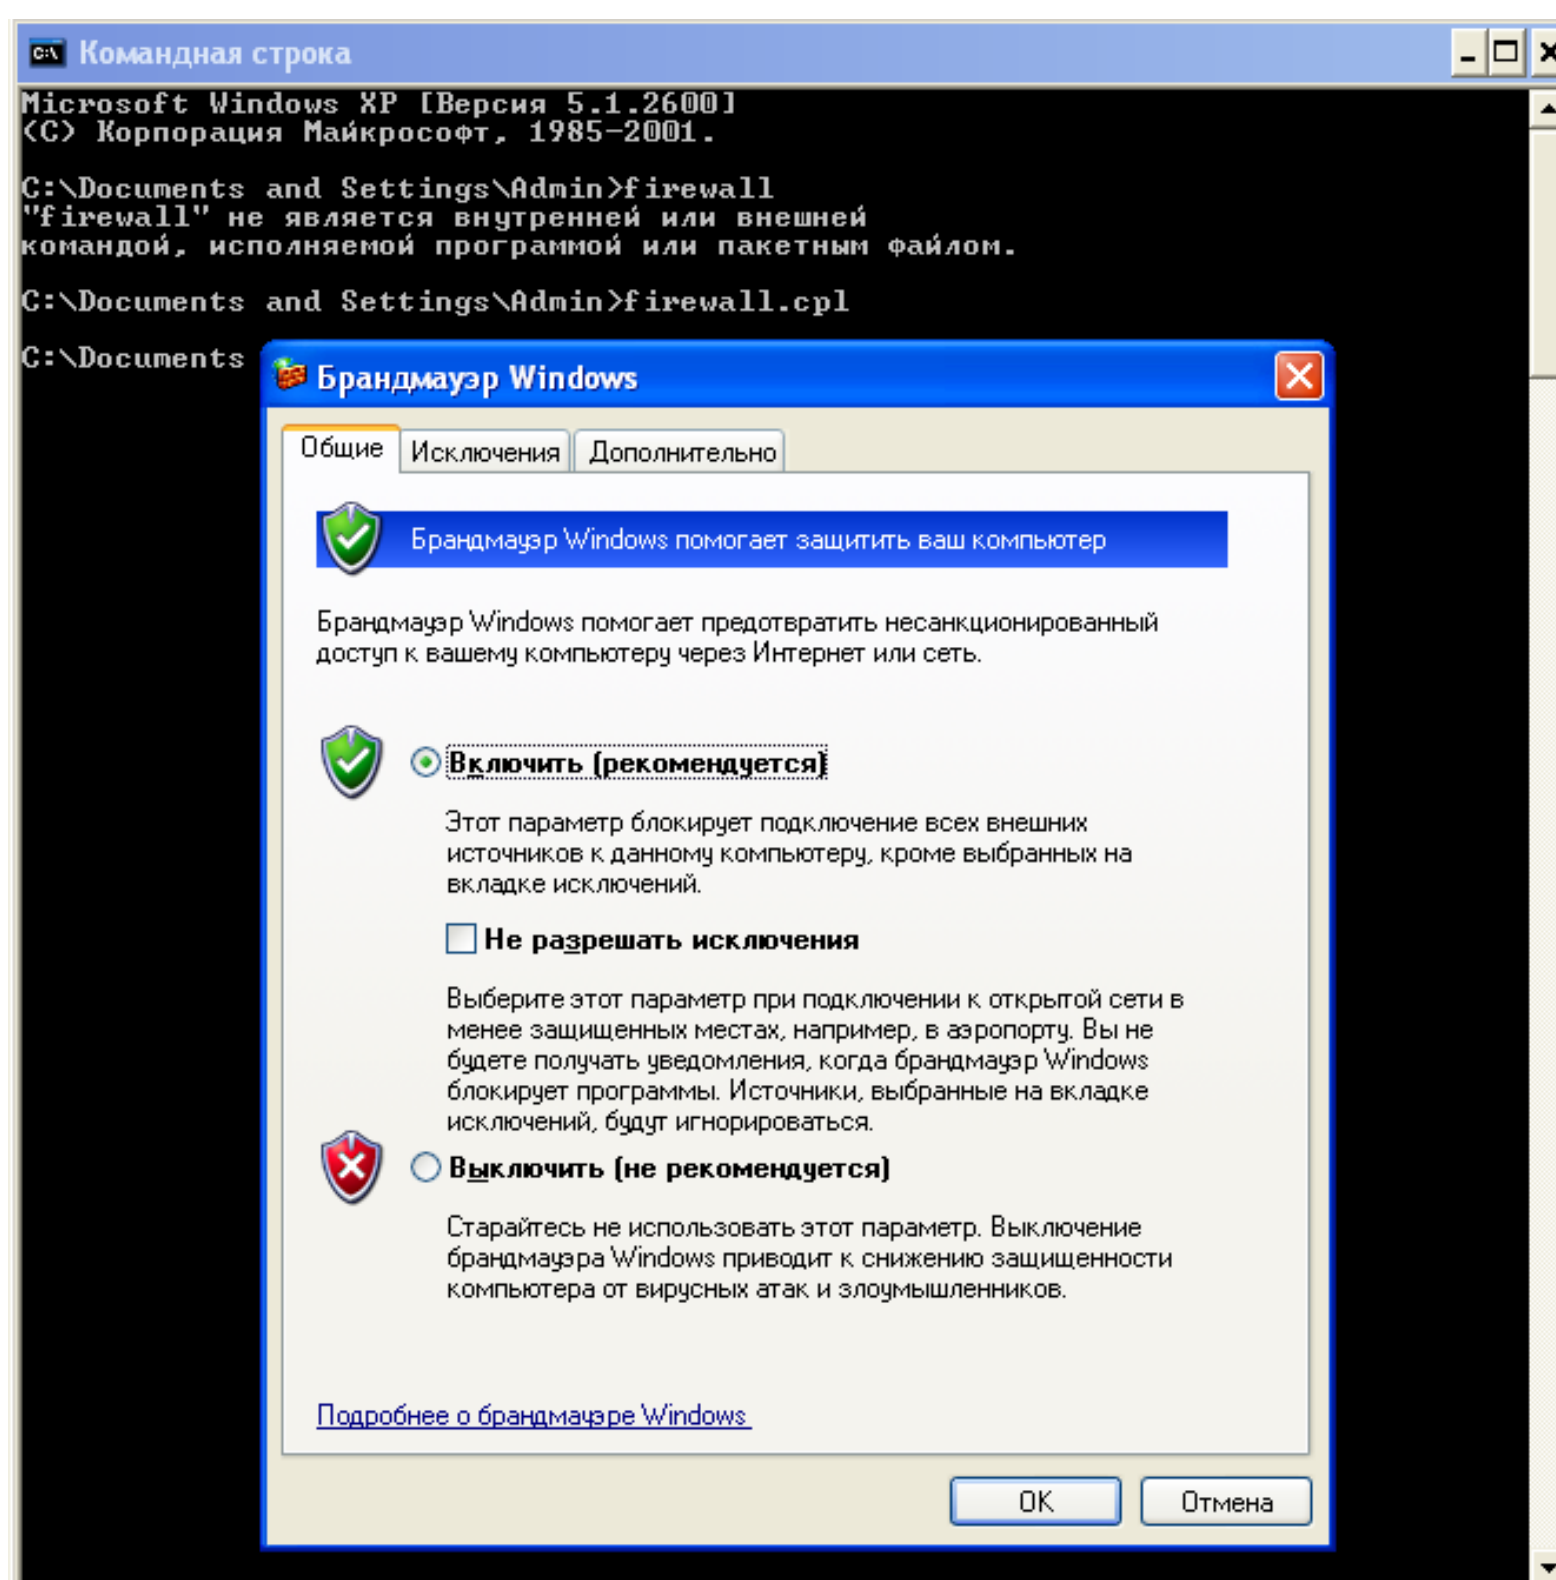 Командная строка
Microsoft Windows XP [Версия 5.1.2600]
(С) Корпорация Майкрософт, 1985-2001.
C:\Documents and Settings\Admin>firewall
"firewall" не является внутренней или внешней
командой, исполняемой программой или пакетным файлом.
C:\Documents and Settings\Admin>firewall.cpl
C:\Documents
Брандмауэр Windows
Общие Исключения Дополнительно
Брандмауэр Windows помогает защитить ваш компьютер
Брандмауэр Windows помогает предотвратить несанкционированный
доступ к вашему компьютеру через Интернет или сеть.
Включить (рекомендуется)
Этот параметр блокирует подключение всех внешних
источников к данному компьютеру, кроме выбранных на
вкладке исключений.
Не разрешать исключения
Выберите этот параметр при подключении к открытой сети в
менее защищенных местах, например, в аэропорту. Вы не
будете получать уведомления, когда брандмауэр Windows
блокирует программы. Источники, выбранные на вкладке
исключений, будут игнорироваться.
Выключить (не рекомендуется)
Старайтесь не использовать этот параметр. Выключение
брандмауэра Windows приводит к снижению защищенности
компьютера от вирусных атак и злоумышленников.
Подробнее о брандмауэре Windows
ОК Отмена